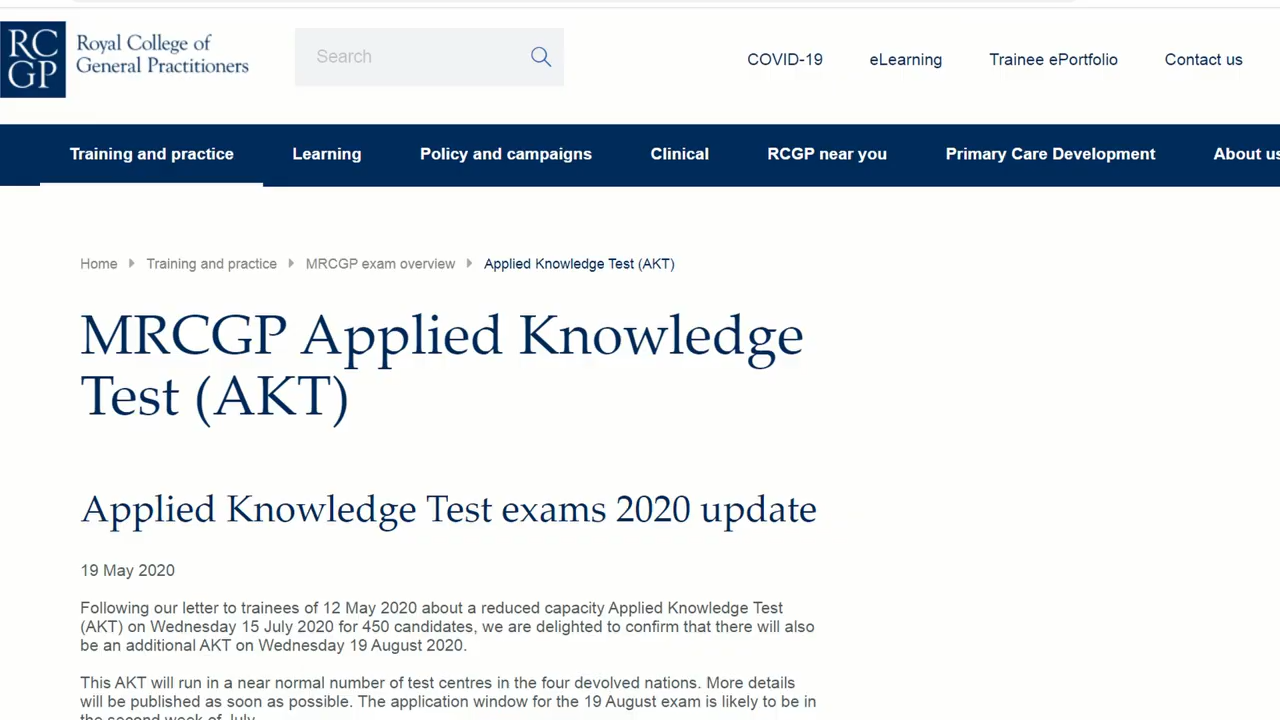 RC
GP
Royal College of
General Practitioners
Search
COVID-19
eLearning
Trainee ePortfolio
Contact us
Training and practice
Learning
Policy and campaigns
Clinical
RCGP near you
Primary Care Development
About us
Home
Training and practice
MRCGP exam overview
Applied Knowledge Test (AKT)
MRCGP Applied Knowledge
Test (AKT)
Applied Knowledge Test exams 2020 update
19 May 2020
Following our letter to trainees of 12 May 2020 about a reduced capacity Applied Knowledge Test
(AKT) on Wednesday 15 July 2020 for 450 candidates, we are delighted to confirm that there will also
be an additional AKT on Wednesday 19 August 2020.
This AKT will run in a near normal number of test centres in the four devolved nations. More details
will be published as soon as possible. The application window for the 19 August exam is likely to be in
the second week of July.